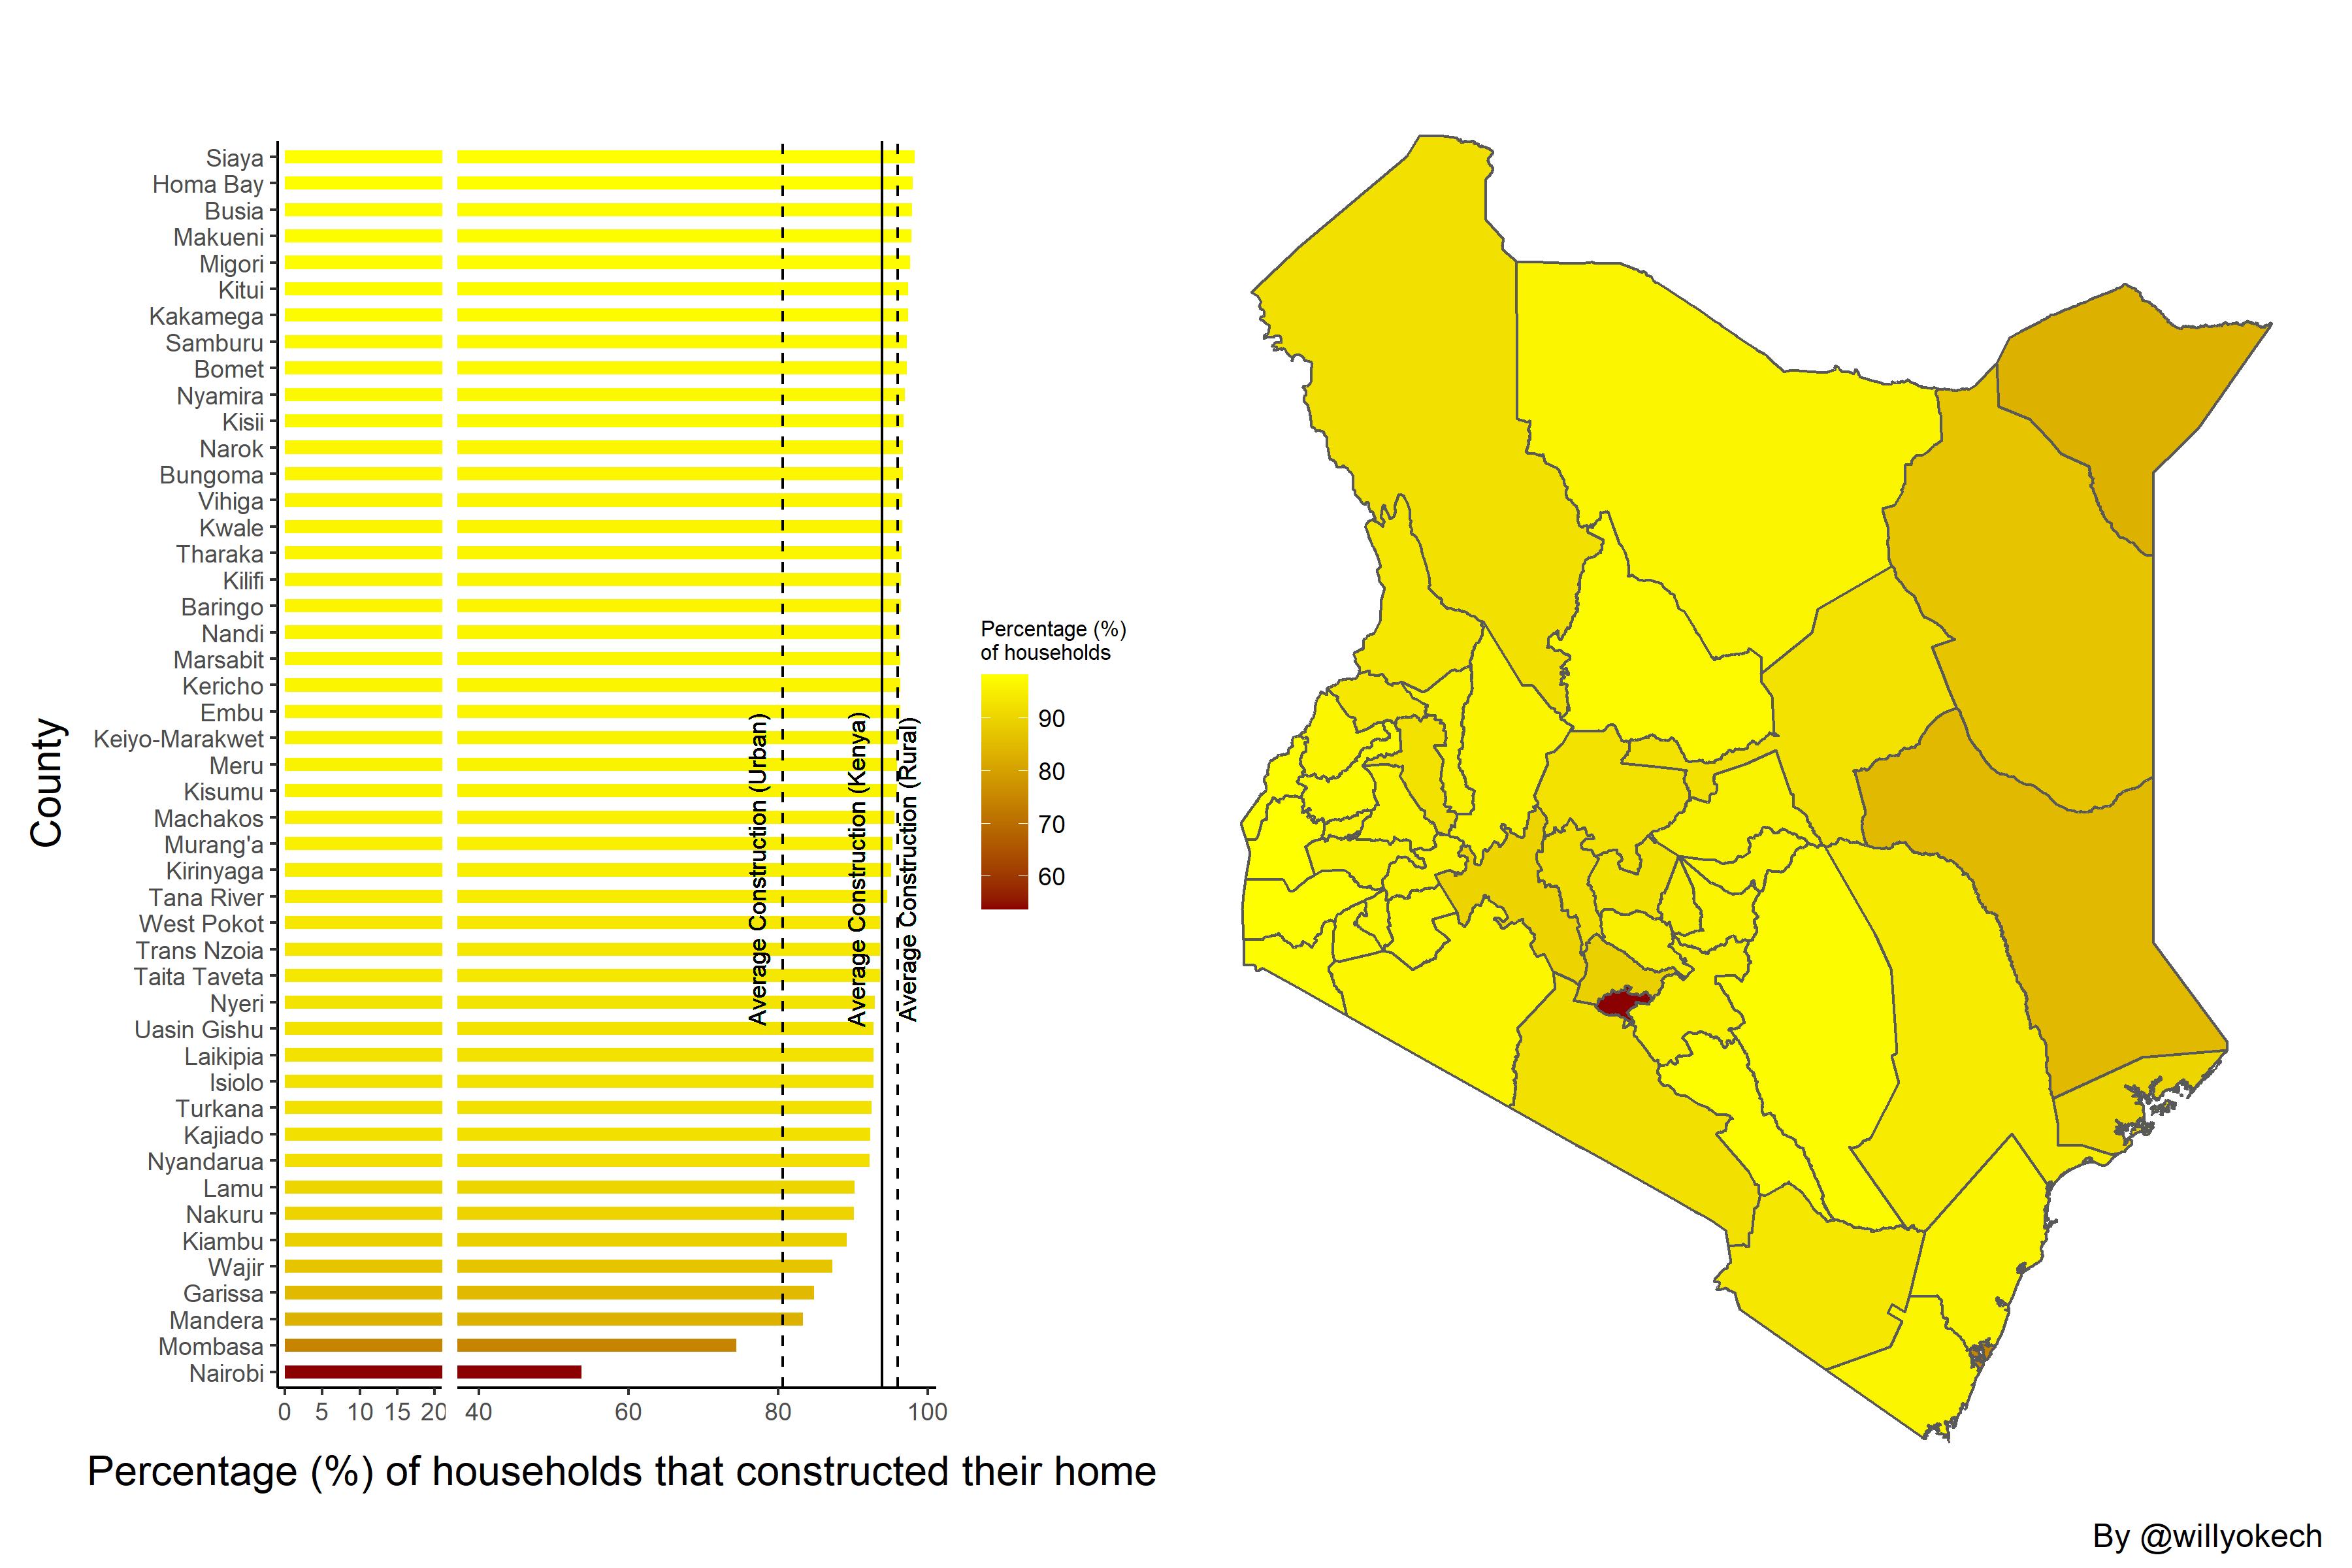 Siaya
Homa Bay
Busia
Makueni
Migori
Kitui
Kakamega
Samburu
Bomet
Nyamira
Kisii
Narok
Bungoma
Vihiga
Kwale
Tharaka
Kilifi
Baringo
Nandi
Marsabit
Kericho
Embu
Keiyo-Marakwet
Meru
Kisumu
Machakos
Murang'a
Kirinyaga
Tana River
West Pokot
Trans Nzoia
Taita Taveta
Nyeri
Uasin Gishu
Laikipia
Isiolo
Turkana
Kajiado
Nyandarua
Lamu
Nakuru
Kiambu
Wajir
Garissa
Mandera
Mombasa
Nairobi
County
Average Construction (Urban)
Average Construction (Kenya)
Average Construction (Rural)
0 5 10 15 20 40 60 80 100
Percentage (%) of households that constructed their home
Percentage (%)
of households
90
80
70
60
By @willyokech